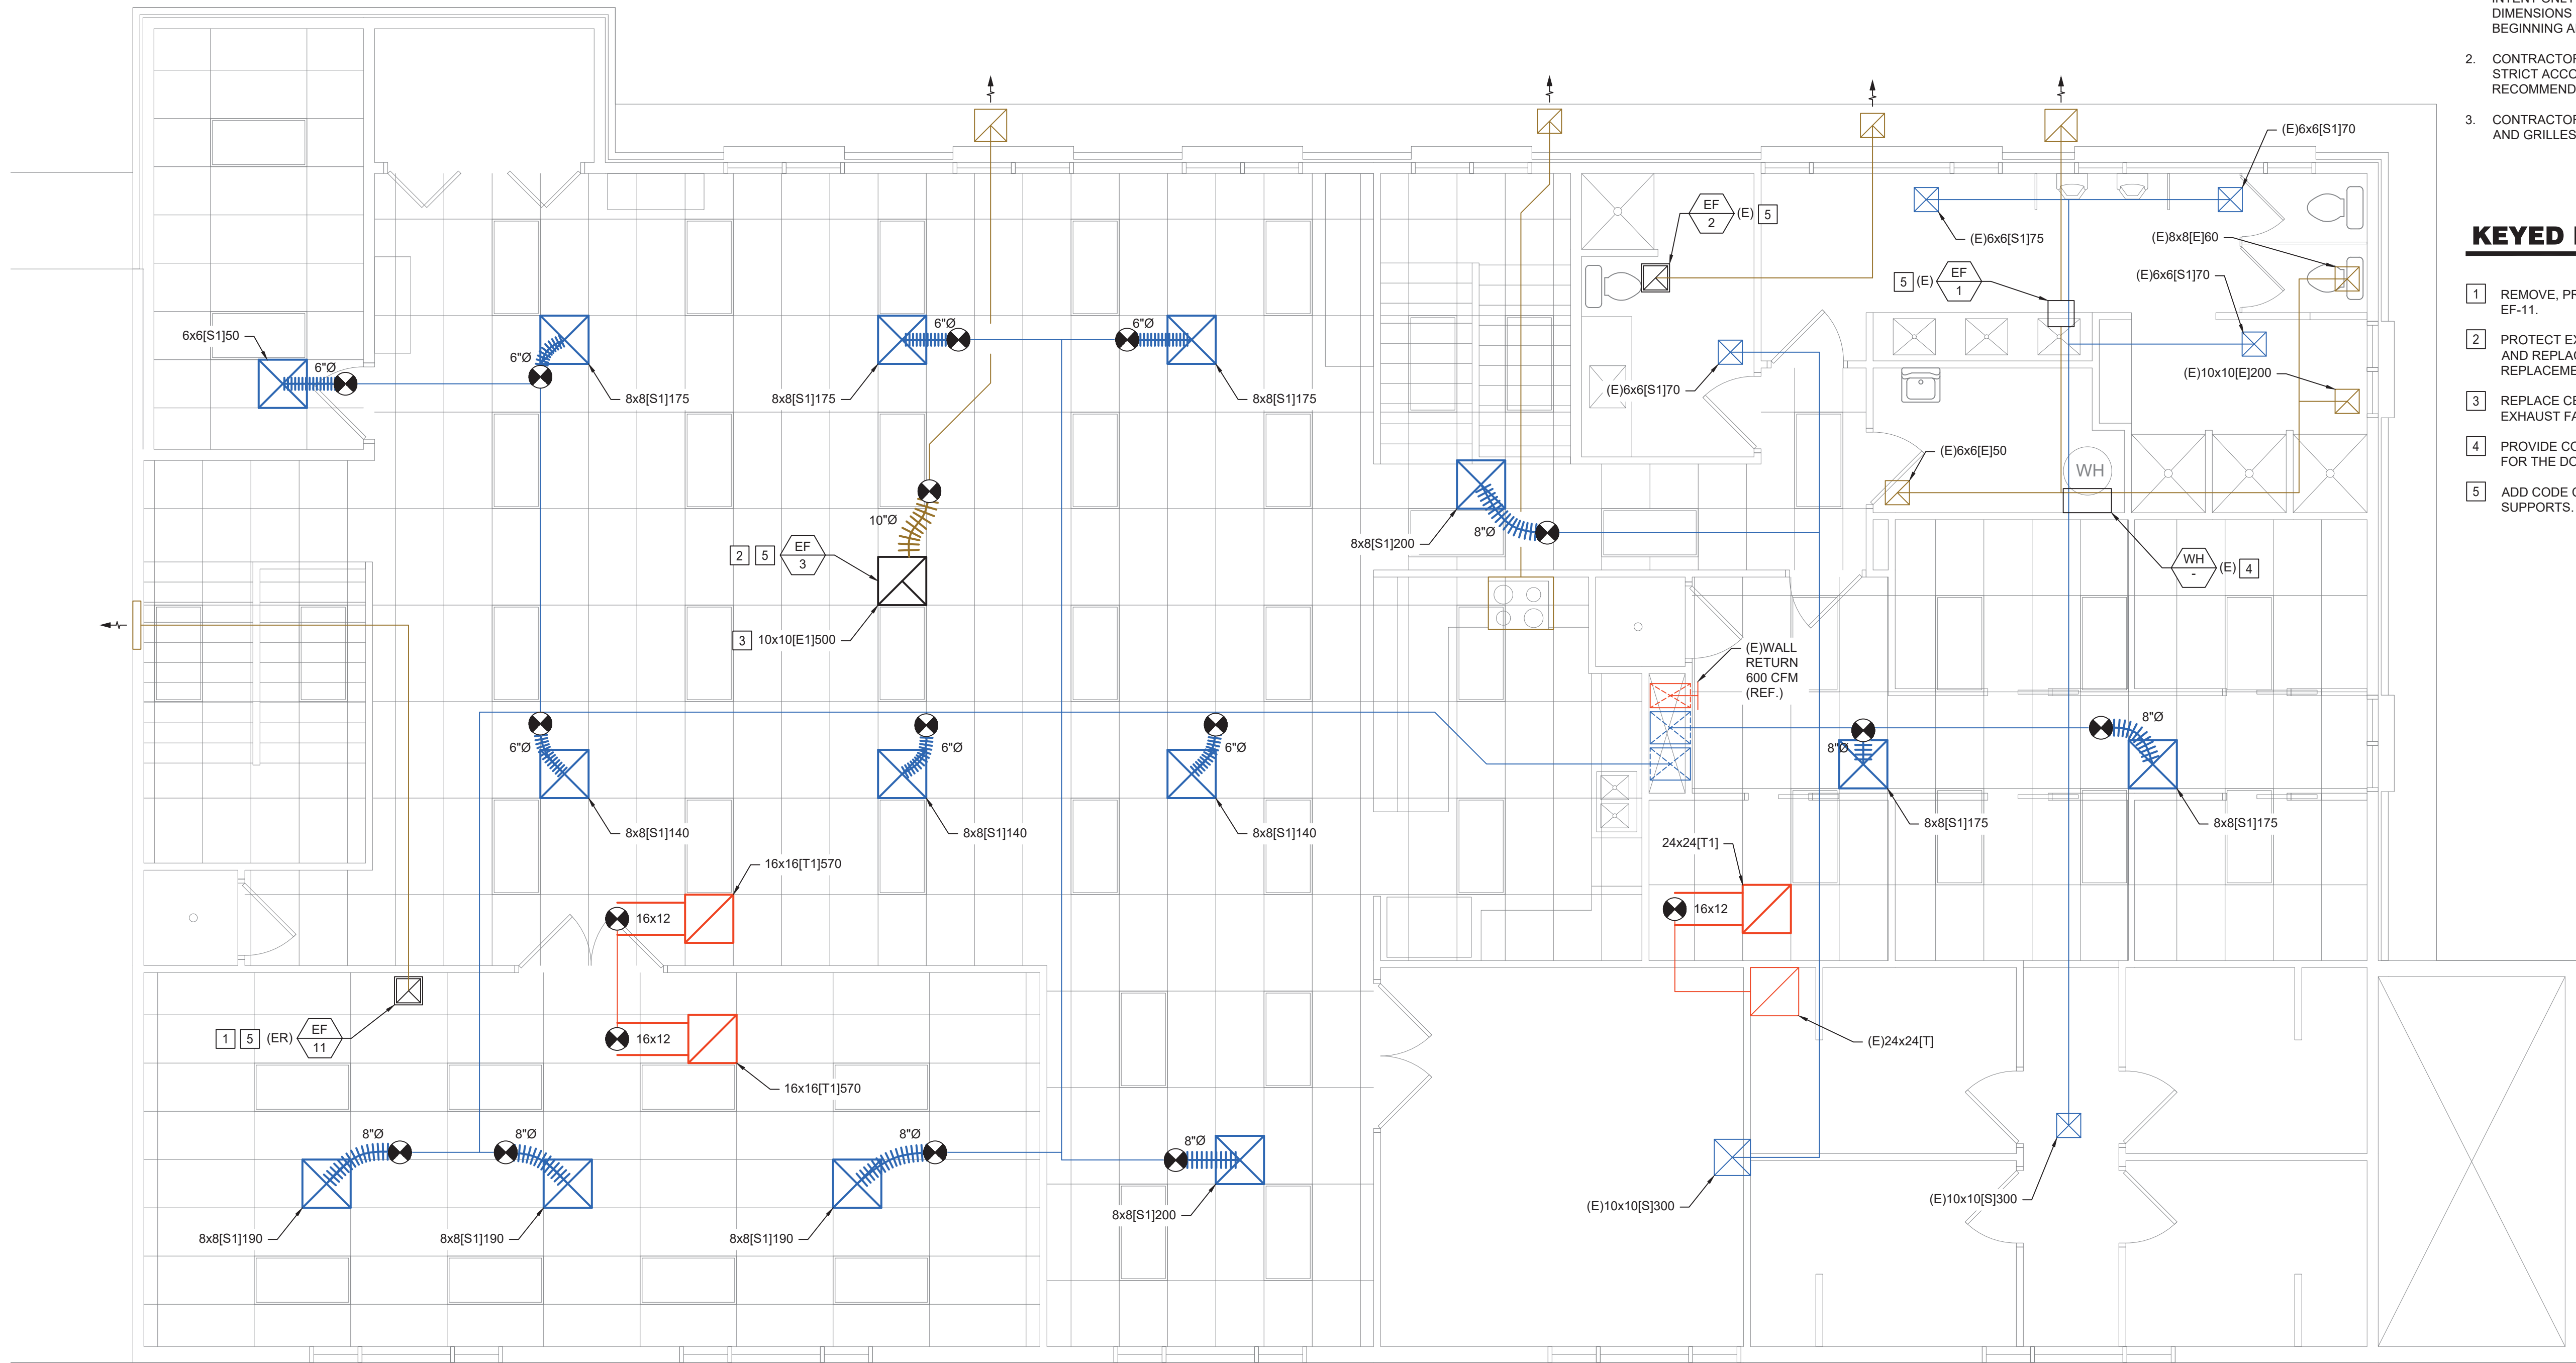 DIMENSIONS
BEGINNING A
2. CONTRACTOR
STRICT ACCO
RECOMMEND
3. CONTRACTOR
AND GRILLES
KEYED
1 REMOVE, PR
EF-11.
2 PROTECT EX
AND REPLAC
REPLACEME
3 REPLACE CE
EXHAUST FA
4 PROVIDE CO
FOR THE DO
5 ADD CODE
SUPPORTS.
(E)6x6[S1]70
(E)6x6[S1]75
(E)8x8[E]60
EF
2
(E) 5
5 (E)
EF
1
(E)6x6[S1]70
6x6[S1]50
6"Ø
6"Ø
6"Ø
6"Ø
8x8[S1]175
8x8[S1]175
8x8[S1]175
(E)6x6[S1]70
(E)10x10[E]200
(E)6x6[E]50
WH
10"Ø
8"Ø
8x8[S1]200
2 5
EF
3
WH
-
(E) 4
3 10x10[E1]500
(E)WALL
RETURN
600 CFM
(REF.)
6"Ø
6"Ø
6"Ø
8"Ø
8"Ø
8x8[S1]140
8x8[S1]140
8x8[S1]140
8x8[S1]175
8x8[S1]175
16x16[T1]570
24x24[T1]
16x12
16x12
1 5 (ER)
EF
11
16x12
(E)24x24[T]
16x16[T1]570
8"Ø
8"Ø
8"Ø
8"Ø
8x8[S1]190
8x8[S1]190
8x8[S1]190
8x8[S1]200
(E)10x10[S]300
(E)10x10[S]300